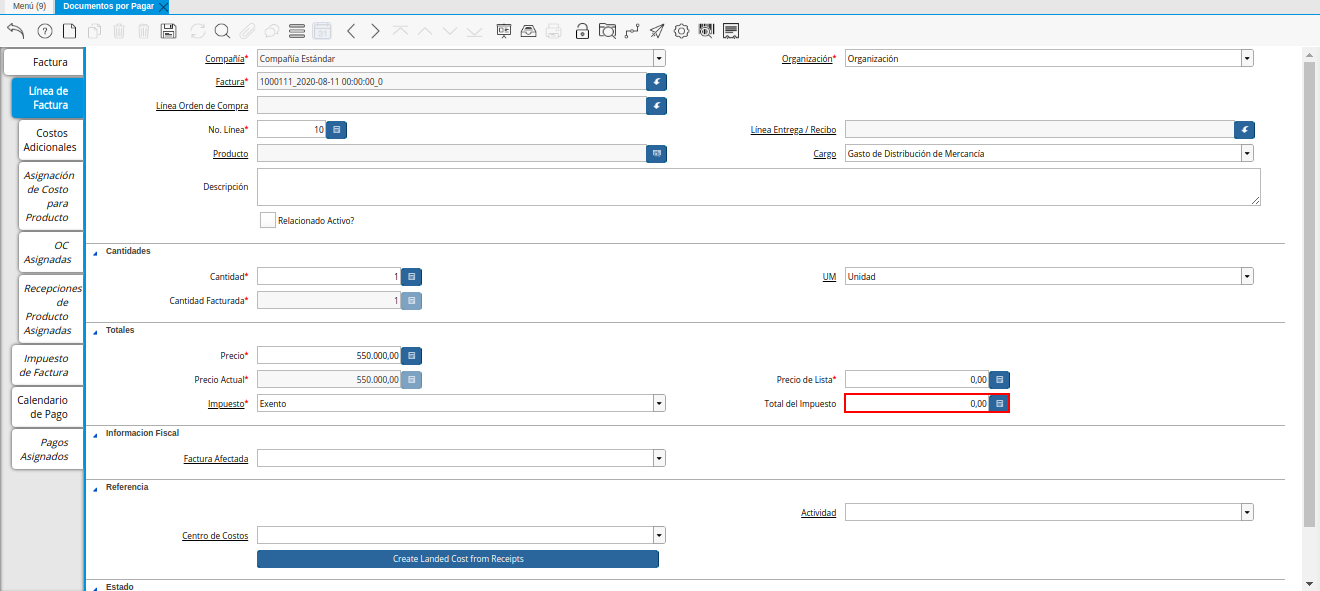 Menú (9)
Documentos por Pagar
Factura
Línea de
Factura
Costos
Adicionales
Asignación
de Costo
para
Producto
OC
Asignadas
Recepciones
de
Producto
Asignadas
Impuesto
de Factura
Calendario
de Pago
Pagos
Asignados
Compañía* Compañía Estándar
Organización* Organización
Factura* 1000111_2020-08-11 00:00:00_0
Línea Orden de Compra
No. Línea* 10
Línea Entrega / Recibo
Producto
Cargo Gasto de Distribución de Mercancía
Descripción
Relacionado Activo?
Cantidades
Cantidad* 1
UM Unidad
Cantidad Facturada* 1
Totales
Precio* 550.000,00
Precio Actual* 550.000,00
Precio de Lista* 0,00
Impuesto* Exento
Total del Impuesto 0,00
Informacion Fiscal
Factura Afectada
Referencia
Actividad
Centro de Costos
Create Landed Cost from Receipts
Estado